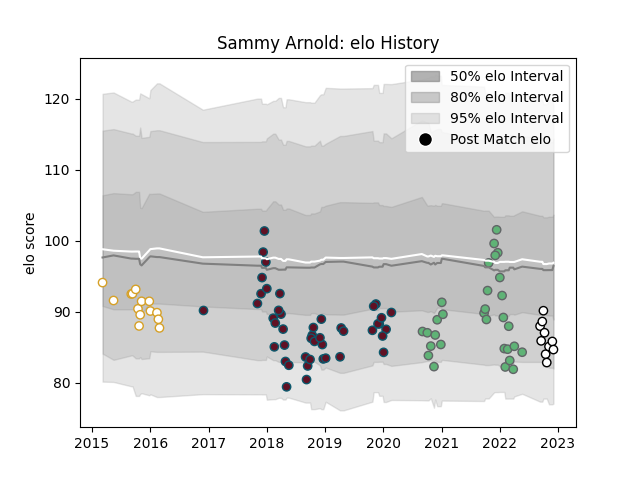 Sammy Arnold: elo History
50% elo Interval
80% elo Interval
95% elo Interval
Post Match elo
elo score
120
110
100
90
80
2015 2016 2017 2018 2019 2020 2021 2022 2023